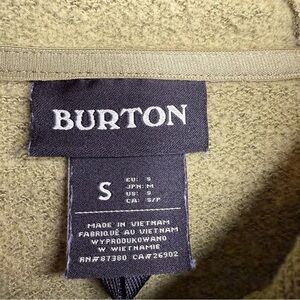 BURTON
S
EU: S
JPN: M
US: S
CA: S/P
MADE IN VIETNAM
FABRIQUÉ AU VIETNAM
WYPRODUKOWANO
W WIETNAMIE
RN#87380 CA#26902